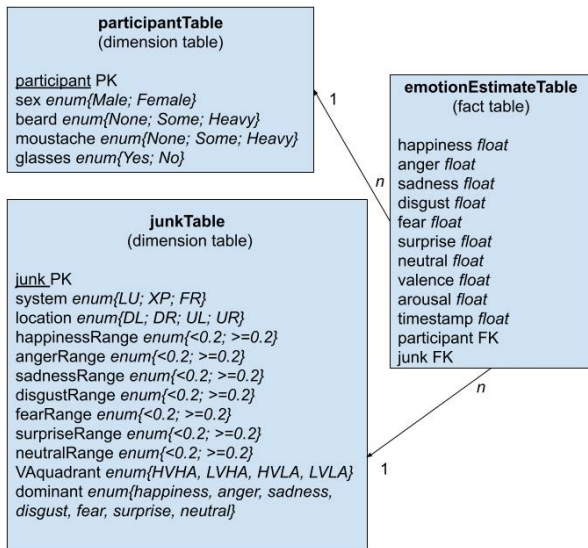 participantTable
(dimension table)
participant PK
sex enum{Male; Female}
beard enum{None; Some; Heavy}
moustache enum{None; Some; Heavy}
glasses enum{Yes; No}
1
n
emotionEstimateTable
(fact table)
happiness float
anger float
sadness float
disgust float
fear float
surprise float
neutral float
valence float
arousal float
timestamp float
participant FK
junk FK
n
1
junkTable
(dimension table)
junk PK
system enum{LU; XP; FR}
location enum{DL; DR; UL; UR}
happinessRange enum{<0.2; >=0.2}
angerRange enum{<0.2; >=0.2}
sadnessRange enum{<0.2; >=0.2}
disgustRange enum{<0.2; >=0.2}
fearRange enum{<0.2; >=0.2}
surpriseRange enum{<0.2; >=0.2}
neutralRange enum{<0.2; >=0.2}
VAquadrant enum{HVHA, LVHA, HVLA, LVLA}
dominant enum{happiness, anger, sadness,
disgust, fear, surprise, neutral}